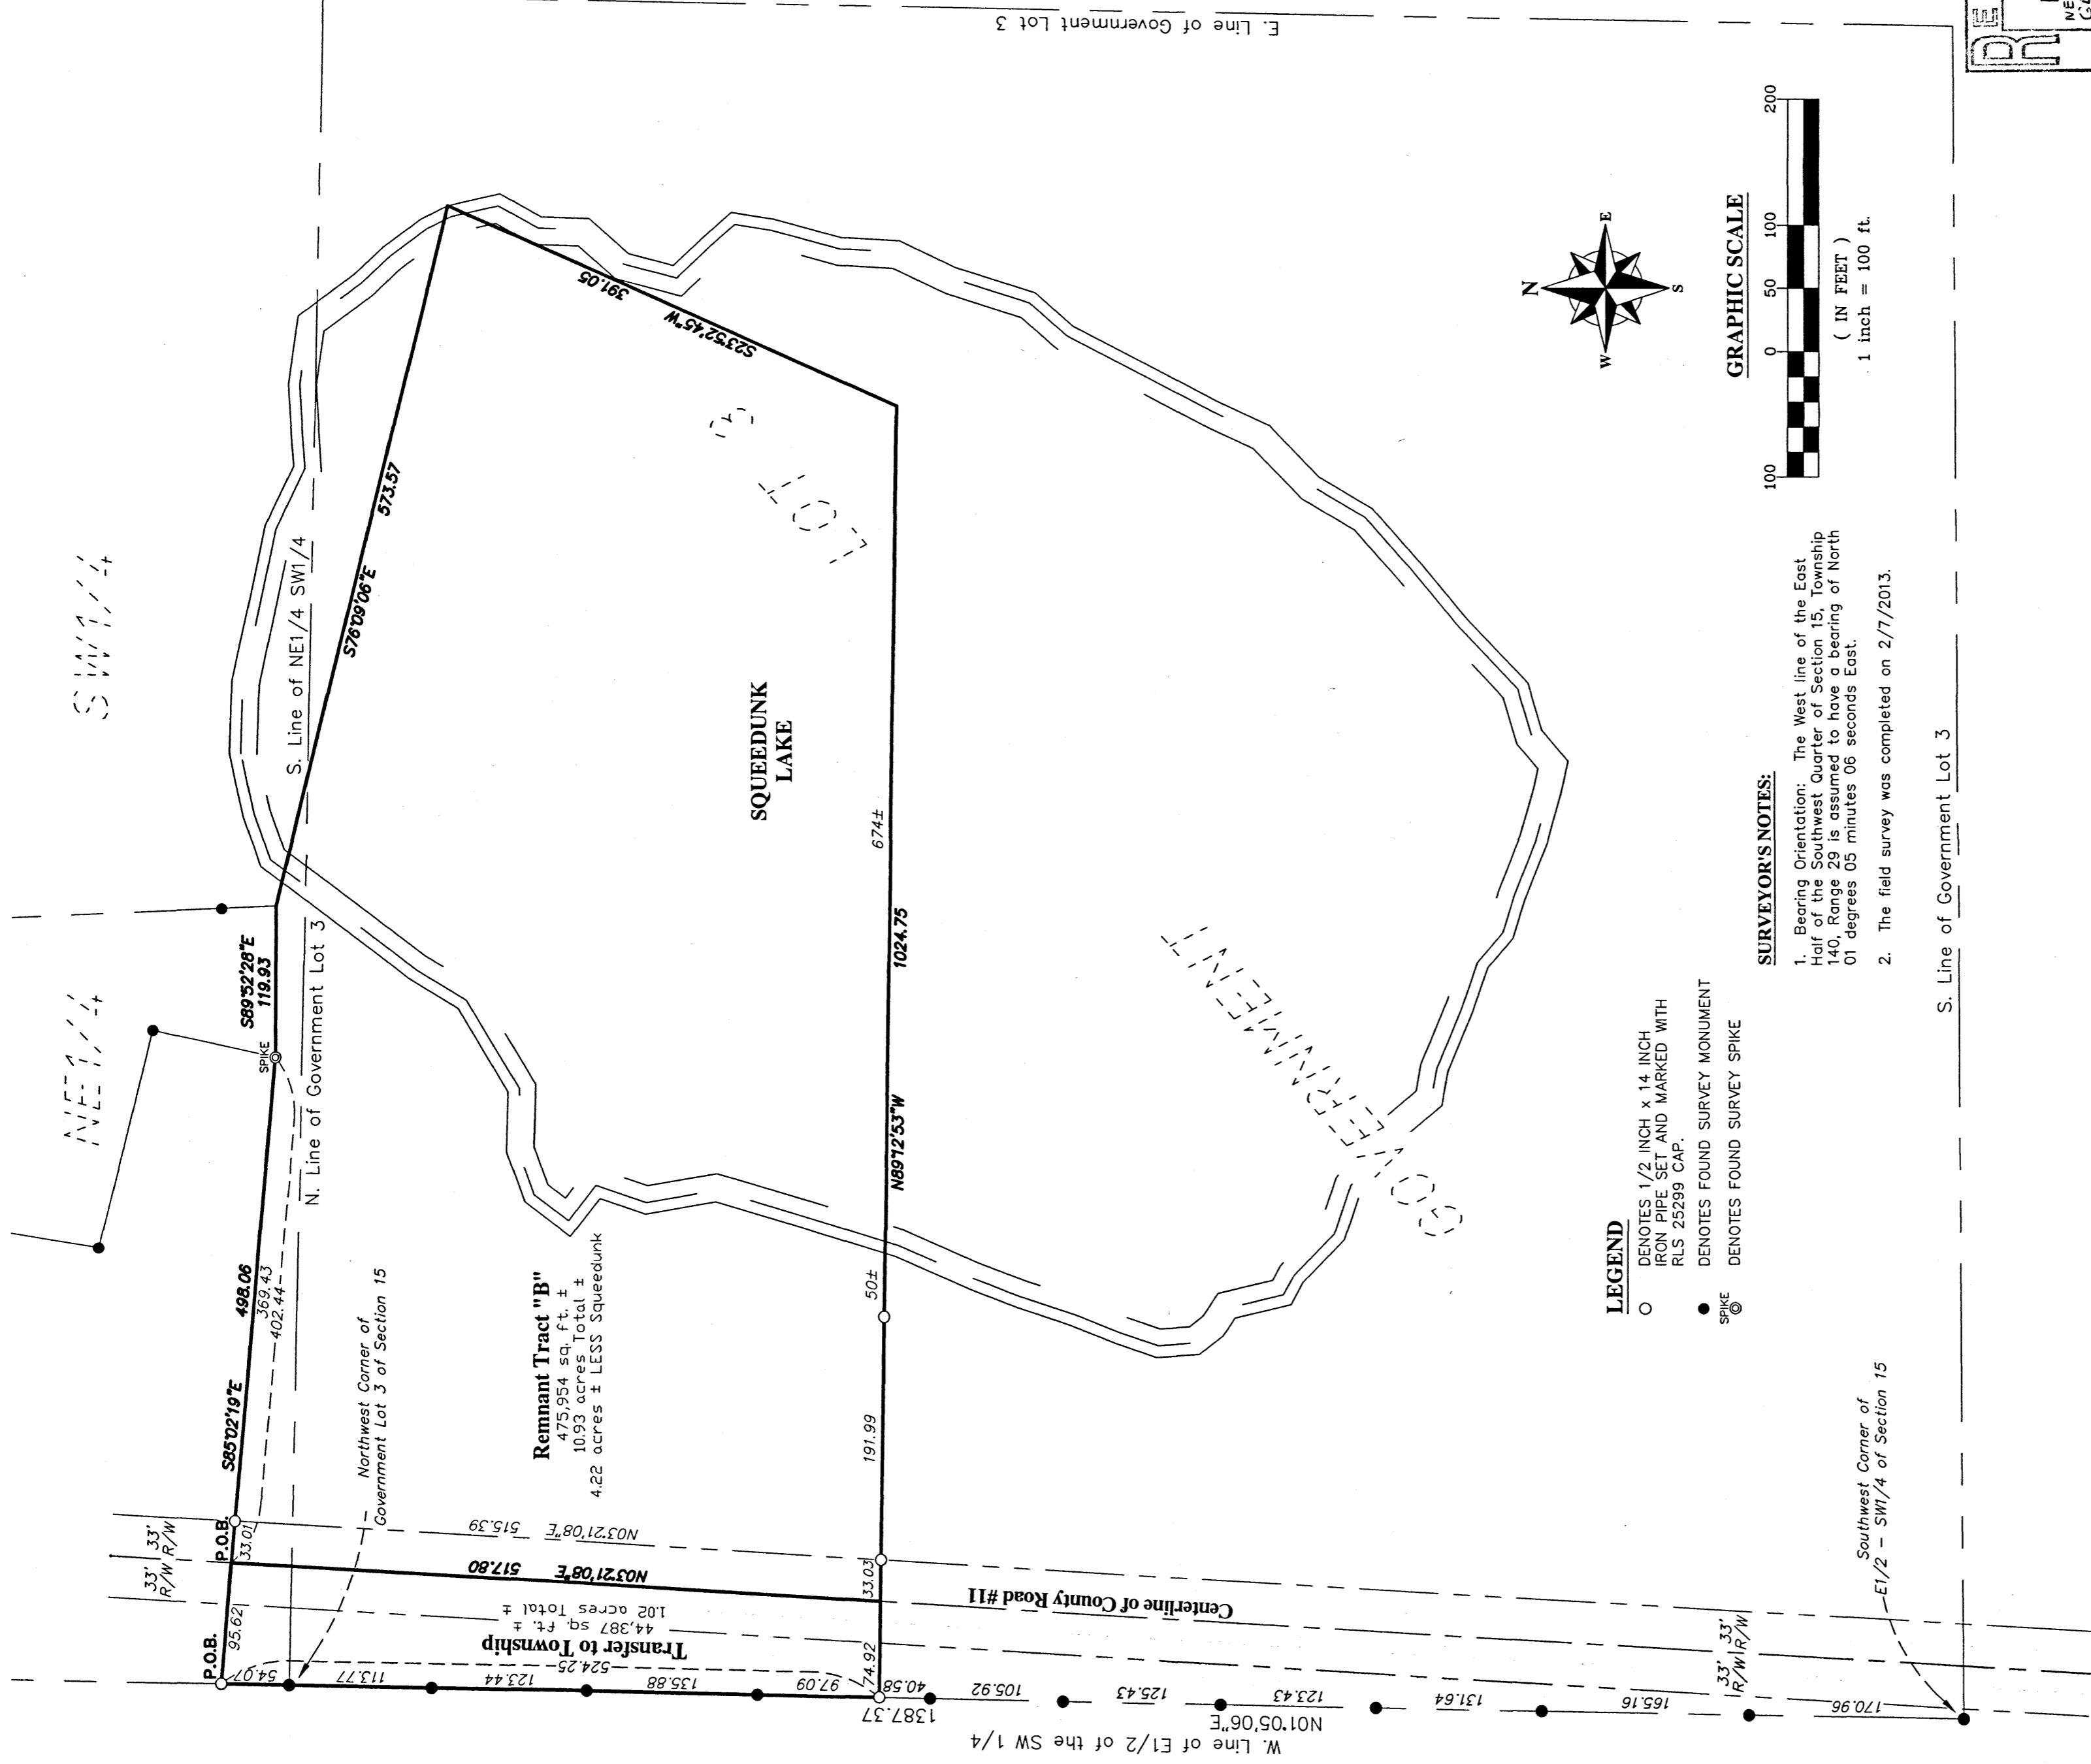 E. Line of Government Lot 3
RE
NE
SW1/4
NE1/4
S. Line of NE1/4 SW1/4
N. Line of Government Lot 3
S89°52'28"E
119.93
SPIKE
S76°09'06"E
573.57
391.05
S23°52'45"W
LOT 3
SQUEEDUNK
LAKE
674±
1024.75
N89°12'53"W
50±
191.99
33.03
74.92
GOVERNMENT
S85°02'19"E
498.06
369.43
402.44
Northwest Corner of
Government Lot 3 of Section 15
Remnant Tract "B"
475,954 sq. ft. ±
10.93 acres Total ±
4.22 acres ± LESS Squeedunk
33' 33'
R/W R/W
P.O.B.
33.01
P.O.B.
95.62
N03°21'08"E 515.39
N03°21'08"E 517.80
Transfer to Township
44,387 sq. ft. ±
1.02 acres Total ±
524.25
54.07
113.77
123.44
135.88
97.09
40.58
105.92
125.43
123.43
131.64
165.16
170.96
1387.37
N01°05'06"E
W. Line of E1/2 of the SW 1/4
Centerline of County Road #11
33' 33'
R/W R/W
Southwest Corner of
E1/2 - SW1/4 of Section 15
S. Line of Government Lot 3
N
E
S
W
GRAPHIC SCALE
100 0 50 100 200
( IN FEET )
1 inch = 100 ft.
LEGEND
DENOTES 1/2 INCH x 14 INCH
IRON PIPE SET AND MARKED WITH
RLS 25299 CAP.
DENOTES FOUND SURVEY MONUMENT
SPIKE
DENOTES FOUND SURVEY SPIKE
SURVEYOR'S NOTES:
1. Bearing Orientation: The West line of the East
Half of the Southwest Quarter of Section 15, Township
140, Range 29 is assumed to have a bearing of North
01 degrees 05 minutes 06 seconds East.
2. The field survey was completed on 2/7/2013.